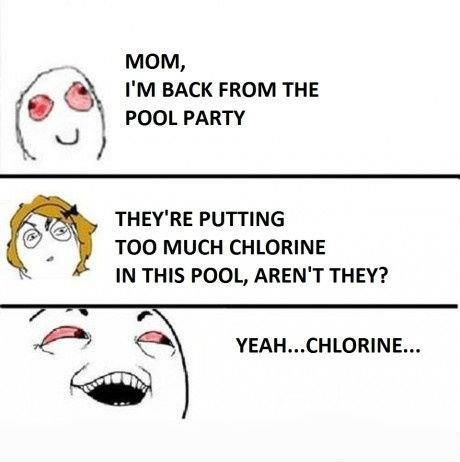 MOM,
I'M BACK FROM THE
POOL PARTY
THEY'RE PUTTING
TOO MUCH CHLORINE
IN THIS POOL, AREN'T THEY?
YEAH...CHLORINE...